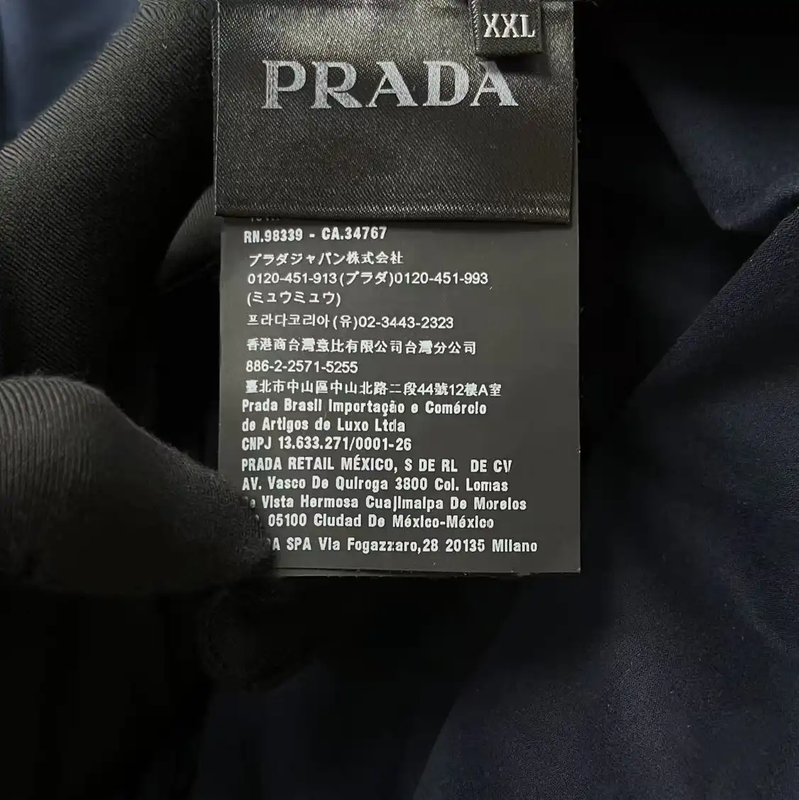 XXL
PRADA
RN.98339 - CA.34767
プラダジャパン株式会社
0120-451-913(プラダ)0120-451-993
(ミュウミュウ)
프라다코리아(유)02-3443-2323
香港商台灣意比有限公司台灣分公司
886-2-2571-5255
臺北市中山區中山北路二段44號12樓A室
Prada Brasil Importação e Comércio
de Artigos de Luxo Ltda
CNPJ 13.633.271/0001-26
PRADA RETAIL MÉXICO, S DE RL DE CV
AV. Vasco De Quiroga 3800 Col. Lomas
Vista Hermosa Cuajimalpa De Morelos
05100 Ciudad De México-México
SPA Via Fogazzaro,28 20135 Milano